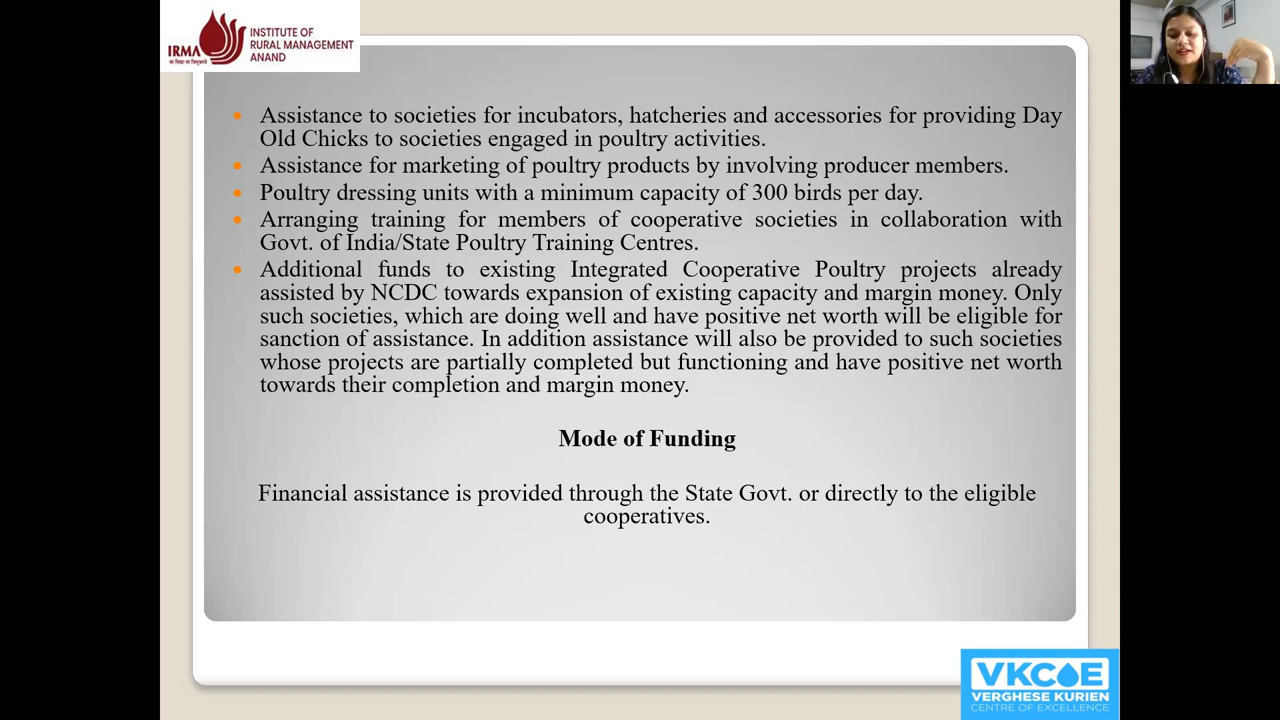 IRMA
INSTITUTE OF
RURAL MANAGEMENT
ANAND
Assistance to societies for incubators, hatcheries and accessories for providing Day
Old Chicks to societies engaged in poultry activities.
Assistance for marketing of poultry products by involving producer members.
Poultry dressing units with a minimum capacity of 300 birds per day.
Arranging training for members of cooperative societies in collaboration with
Govt. of India/State Poultry Training Centres.
Additional funds to existing Integrated Cooperative Poultry projects already
assisted by NCDC towards expansion of existing capacity and margin money. Only
such societies, which are doing well and have positive net worth will be eligible for
sanction of assistance. In addition assistance will also be provided to such societies
whose projects are partially completed but functioning and have positive net worth
towards their completion and margin money.
Mode of Funding
Financial assistance is provided through the State Govt. or directly to the eligible
cooperatives.
VKCOE
VERGHESE KURIEN
CENTRE OF EXCELLENCE